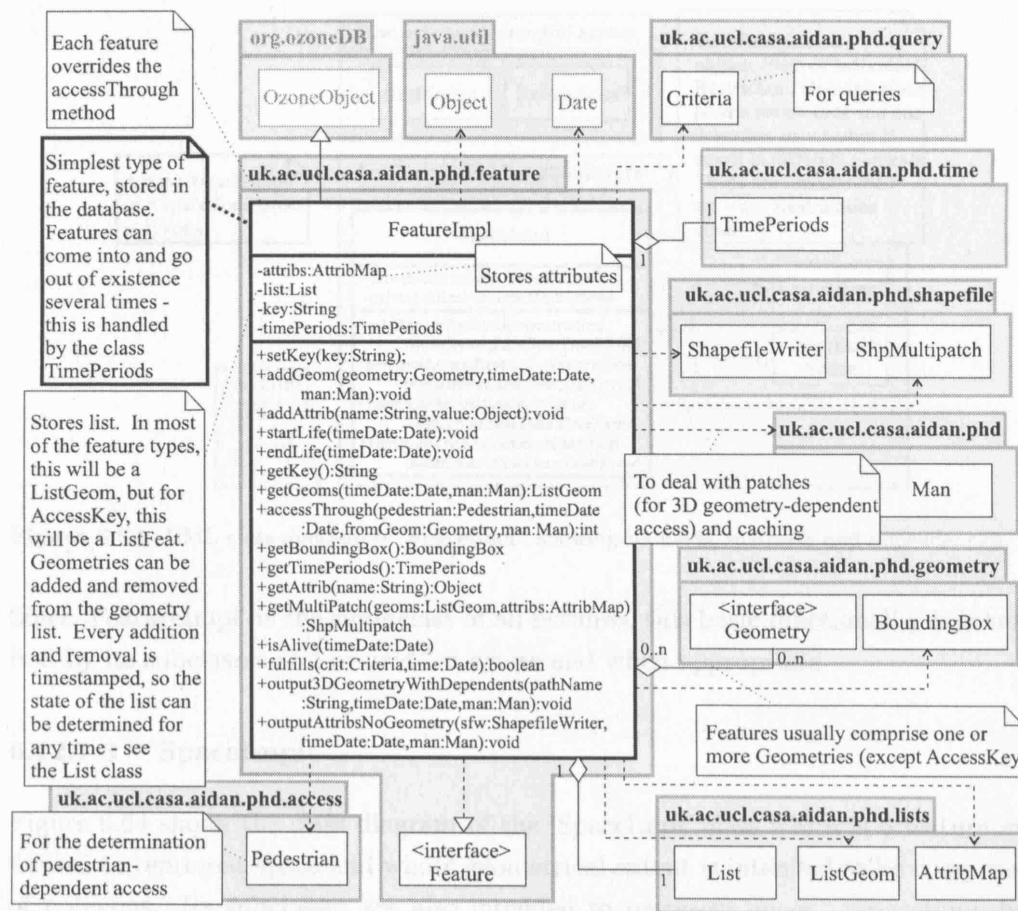 Each feature
overrides the
accessThrough
method
org.ozoneDB
OzoneObject
java.util
Object
Date
uk.ac.ucl.casa.aidan.phd.query
Criteria
For queries
Simplest type of
feature, stored in
the database.
Features can
come into and go
out of existence
several times -
this is handled
by the class
TimePeriods
uk.ac.ucl.casa.aidan.phd.feature
FeatureImpl
Stores attributes
-attribs:AttribMap
-list:List
-key:String
-timePeriods:TimePeriods
+setKey(key:String);
+addGeom(geometry:Geometry,timeDate:Date,
man:Man):void
+addAttrib(name:String,value:Object):void
+startLife(timeDate:Date):void
+endLife(timeDate:Date):void
+getKey():String
+getGeoms(timeDate:Date,man:Man):ListGeom
+accessThrough(pedestrian:Pedestrian,timeDate
:Date,fromGeom:Geometry,man:Man):int
+getBoundingBox():BoundingBox
+getTimePeriods():TimePeriods
+getAttrib(name:String):Object
+getMultiPatch(geoms:ListGeom,attribs:AttribMap)
:ShpMultipatch
+isAlive(timeDate:Date)
+fulfills(cr:Criteria,timeDate:Date):boolean
+output3DGeometryWithDependents(pathName
:String,timeDate:Date,man:Man):void
+outputAttribsNoGeometry(sfw:ShapefileWriter,
timeDate:Date,man:Man):void
1
uk.ac.ucl.casa.aidan.phd.time
1
TimePeriods
uk.ac.ucl.casa.aidan.phd.shapefile
ShapefileWriter
ShpMultipatch
uk.ac.ucl.casa.aidan.phd
Man
To deal with patches
(for 3D geometry-dependent
access) and caching
uk.ac.ucl.casa.aidan.phd.geometry
<interface>
Geometry
BoundingBox
0..n
0..n
Features usually comprise one or
more Geometries (except AccessKey
Stores list. In most
of the feature types,
this will be a
ListGeom, but for
AccessKey, this
will be a ListFeat.
Geometries can be
added and removed
from the geometry
list. Every addition
and removal is
timestamped, so the
state of the list can
be determined for
any time - see
the List class
uk.ac.ucl.casa.aidan.phd.access
For the determination
of pedestrian-
dependent access
Pedestrian
<interface>
Feature
1
uk.ac.ucl.casa.aidan.phd.lists
1
List
ListGeom
AttribMap